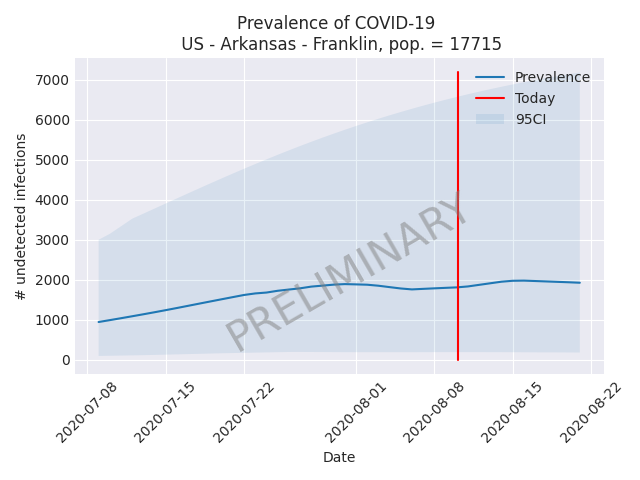 Prevalence of COVID-19
US - Arkansas - Franklin, pop. = 17715
Prevalence
Today
95CI
7000
6000
5000
4000
3000
2000
1000
0
# undetected infections
PRELIMINARY
2020-07-08
2020-07-15
2020-07-22
2020-08-01
2020-08-08
2020-08-15
2020-08-22
Date